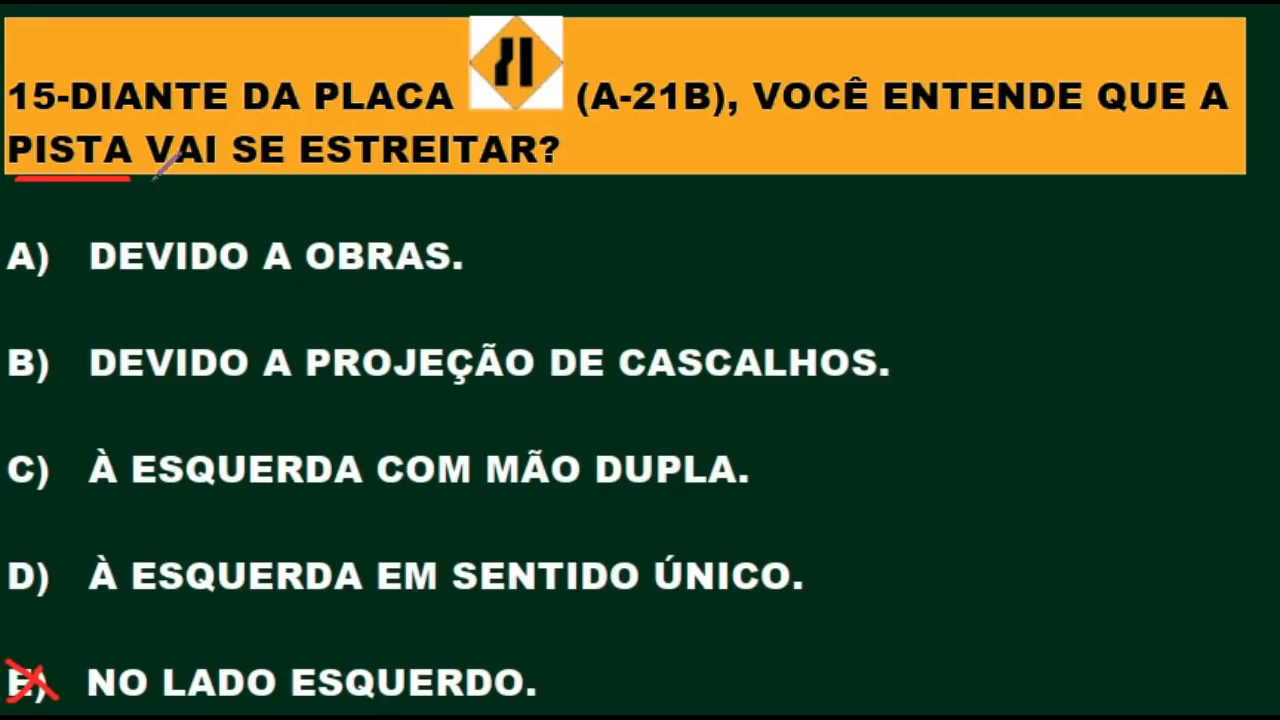 15-DIANTE DA PLACA (A-21B), VOCÊ ENTENDE QUE A
PISTA VAI SE ESTREITAR?
A) DEVIDO A OBRAS.
B) DEVIDO A PROJEÇÃO DE CASCALHOS.
C) À ESQUERDA COM MÃO DUPLA.
D) À ESQUERDA EM SENTIDO ÚNICO.
E) NO LADO ESQUERDO.